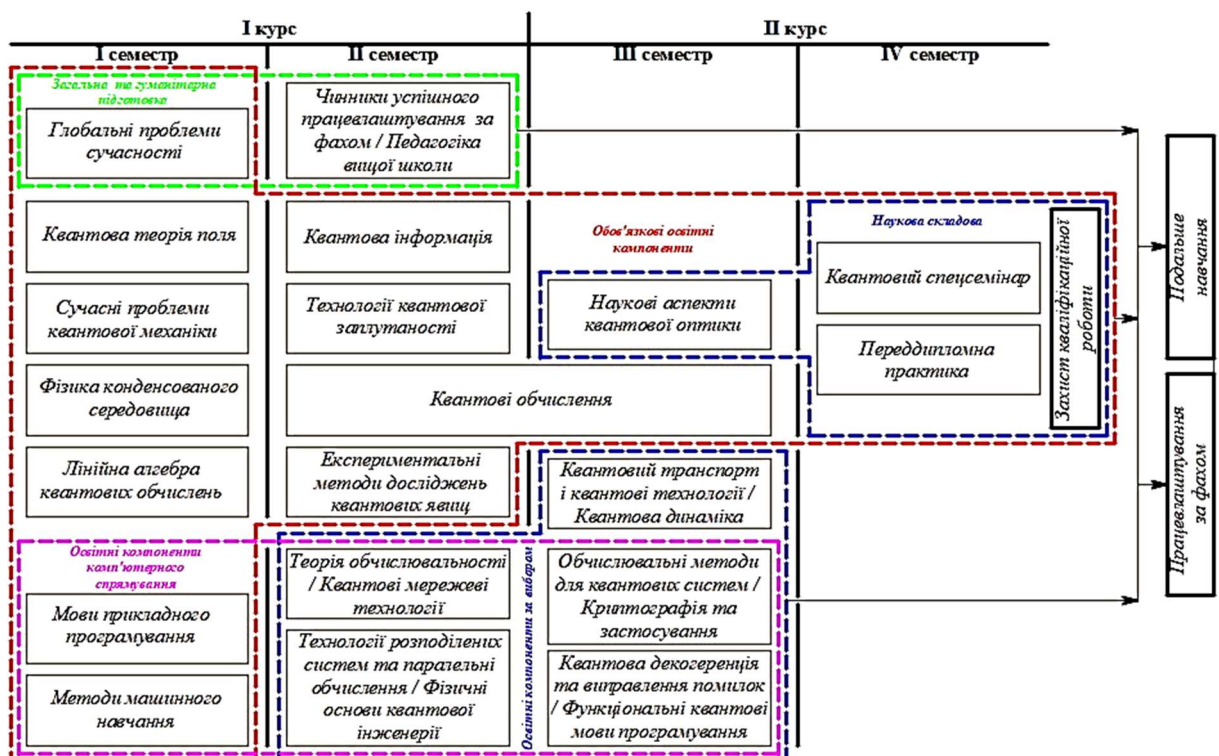 І курс
ІІ курс
І семестр
ІІ семестр
ІІІ семестр
IV семестр
Загальна та гуманітарна
підготовка
Глобальні проблеми
сучасності
Чинники успішного
працевлаштування за
фахом / Педагогіка
вищої школи
Квантова теорія поля
Квантова інформація
Обов'язкові освітні
компоненти
Наукова складова
Квантовий спецсемінар
Сучасні проблеми
квантової механіки
Технології квантової
заплутаності
Наукові аспекти
квантової оптики
Переддипломна
практика
Захист кваліфікаційної
роботи
Подальше
навчання
Фізика конденсованого
середовища
Квантові обчислення
Лінійна алгебра
квантових обчислень
Експериментальні
методи досліджень
квантових явищ
Квантовий транспорт
і квантові технології /
Квантова динаміка
Працевлаштування
за фахом
Освітні компоненти
комп'ютерного
спрямування
Мови прикладного
програмування
Методи машинного
навчання
Теорія обчислювальності
/ Квантові мережеві
технології
Технології розподілених
систем та паралельні
обчислення / Фізичні
основи квантової
інженерії
Освітні компоненти за вибором
Обчислювальні методи
для квантових систем /
Криптографія та
застосування
Квантова декогеренція
та виправлення помилок
/ Функціональні квантові
мови програмування